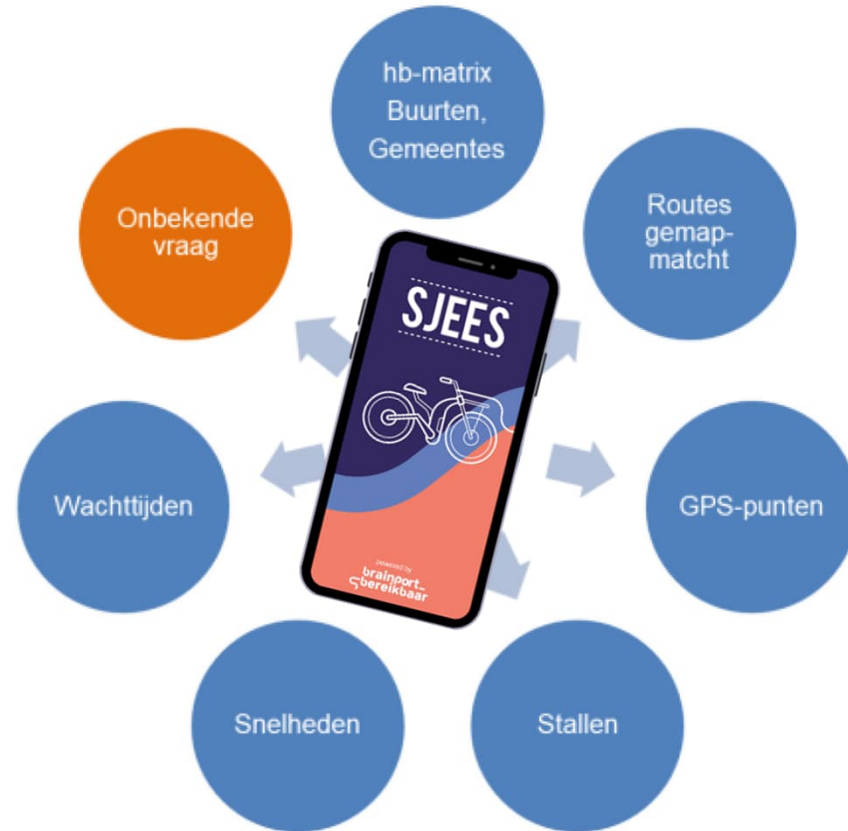 hb-matrix
Buurten,
Gemeentes
Routes
gemap-
matcht
GPS-punten
Stallen
Snelheden
Wachttijden
Onbekende
vraag
SJEES
powered by
brainport
bereikbaar